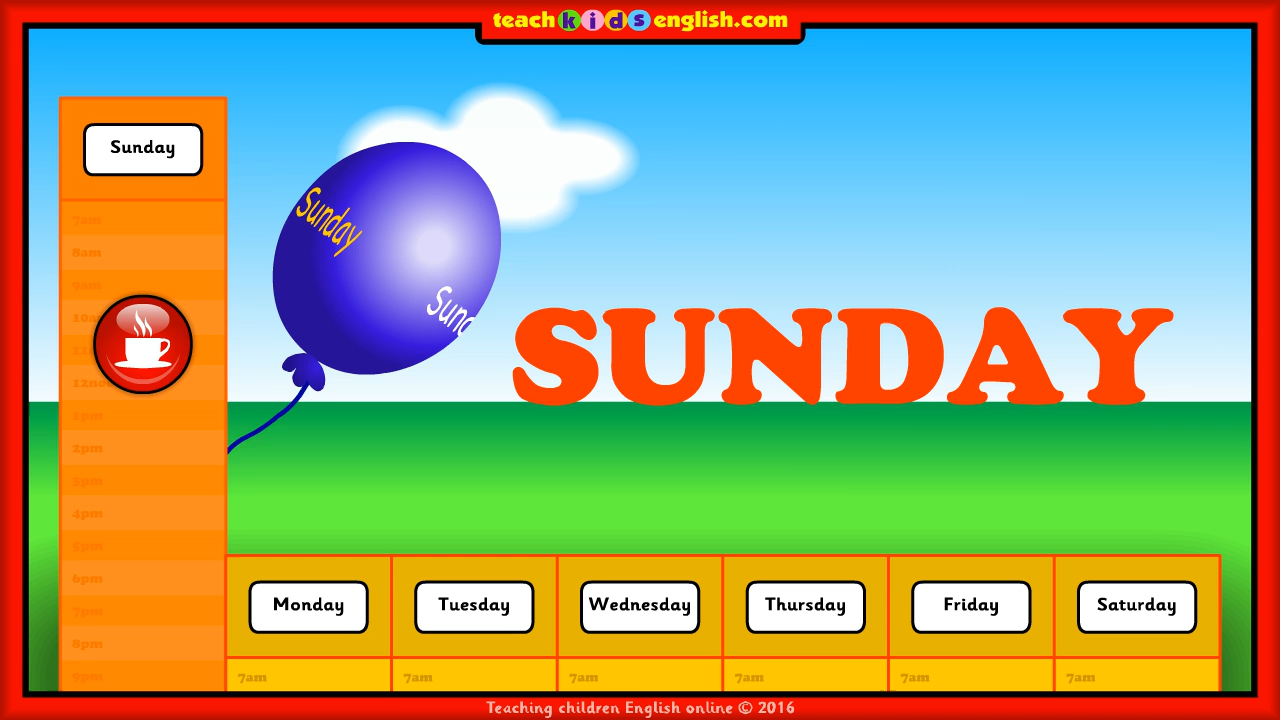 teachkidsenglish.com
Sunday
7am
8am
9am
12noon
1pm
2pm
3pm
4pm
5pm
6pm
7pm
8pm
9pm
Sunday
SUNDAY
Monday
Tuesday
Wednesday
Thursday
Friday
Saturday
7am
7am
7am
7am
7am
7am
Teaching children English online © 2016